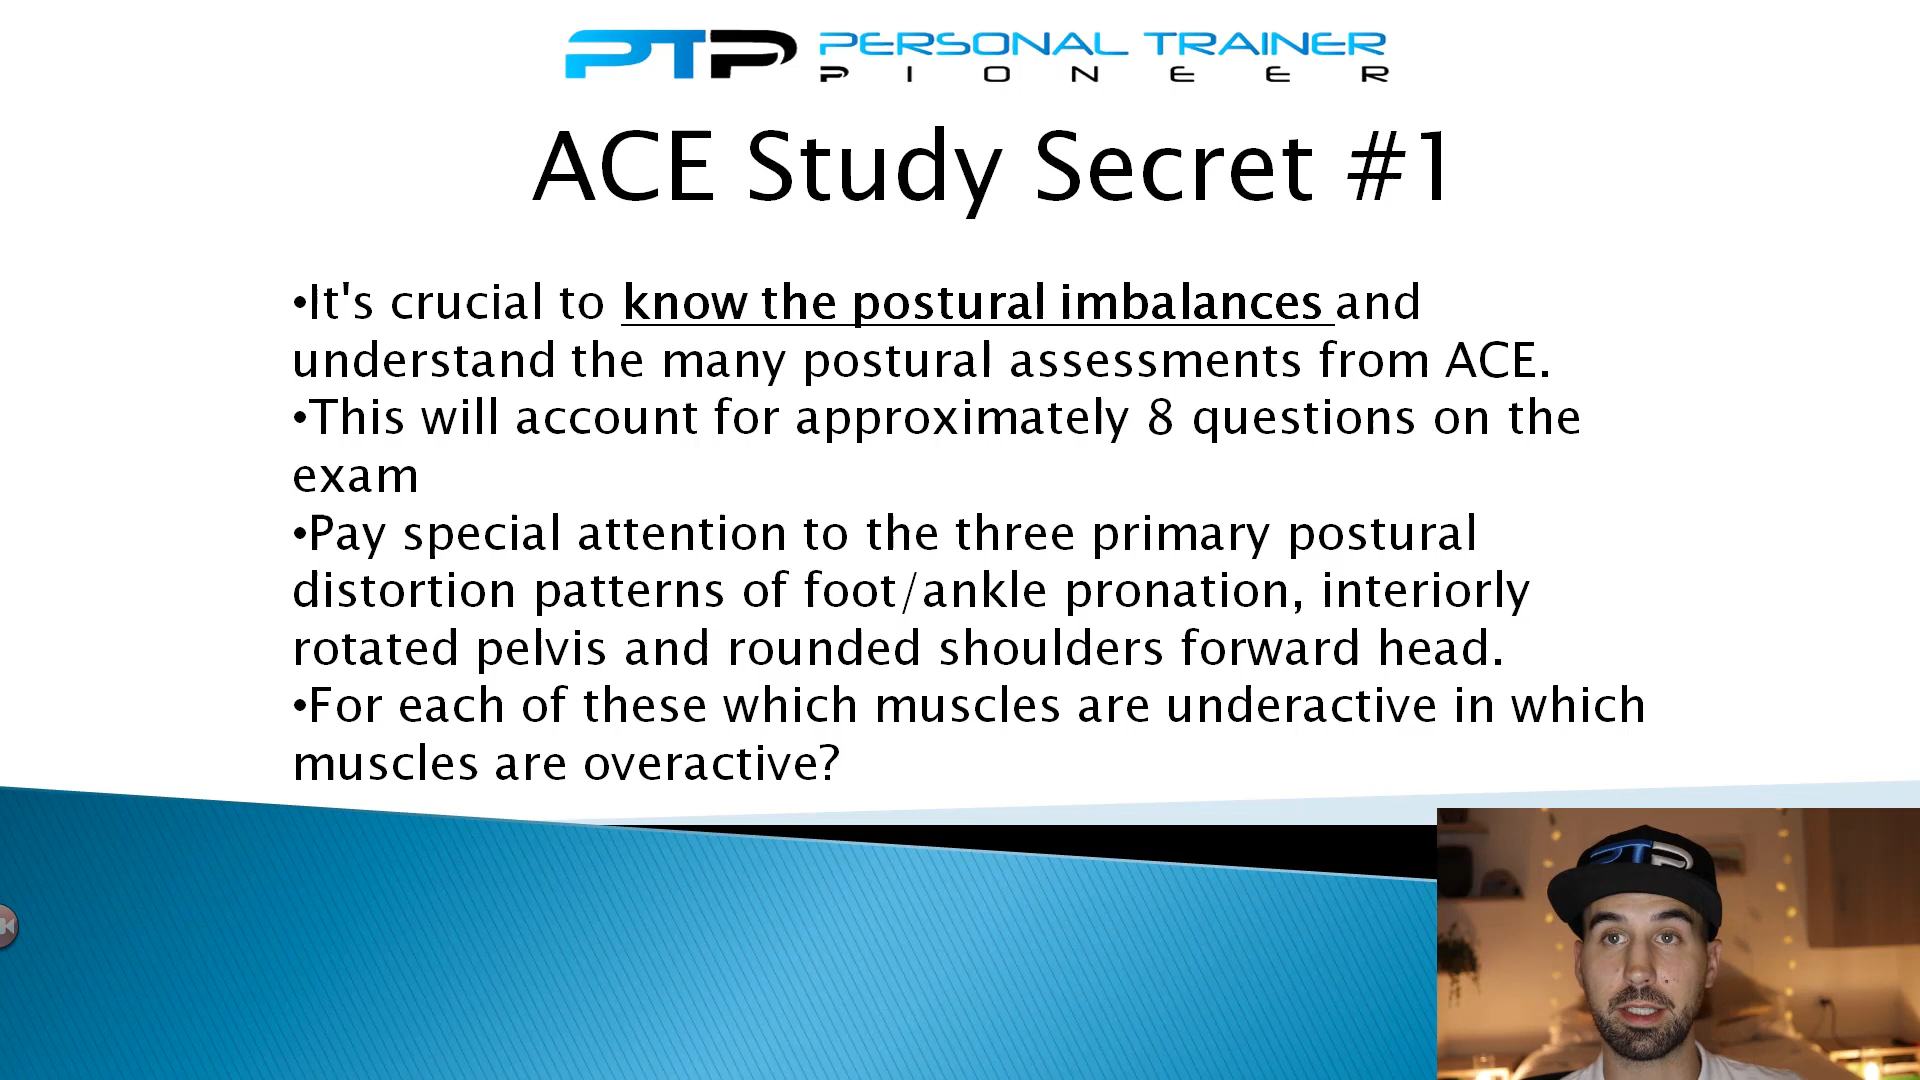 PTP PERSONAL TRAINER
PIONEER
ACE Study Secret #1
•It's crucial to know the postural imbalances and
understand the many postural assessments from ACE.
•This will account for approximately 8 questions on the
exam
•Pay special attention to the three primary postural
distortion patterns of foot/ankle pronation, interiorly
rotated pelvis and rounded shoulders forward head.
•For each of these which muscles are underactive in which
muscles are overactive?
PTP